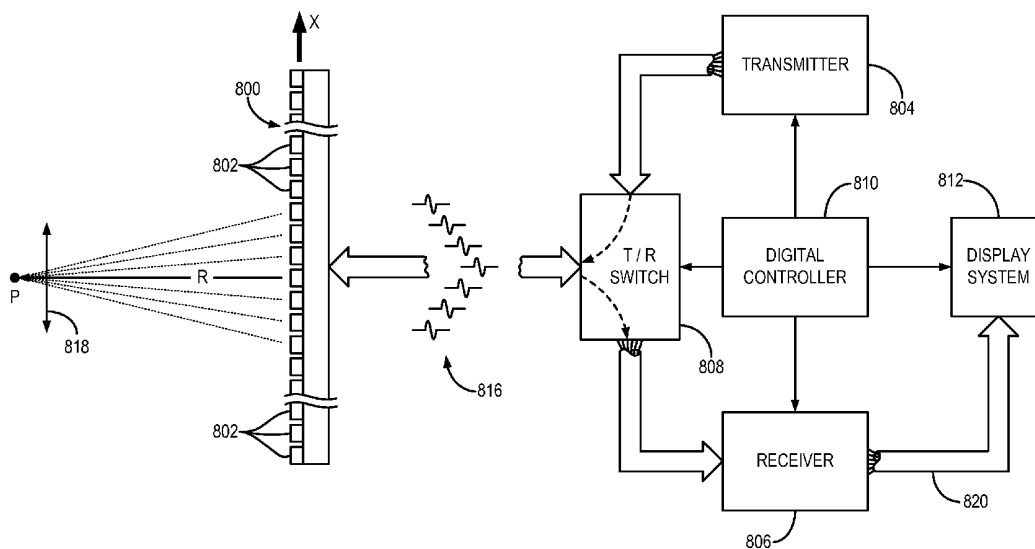 X
800
802
P
R
818
802
816
TRANSMITTER
804
T / R
SWITCH
808
810
DIGITAL
CONTROLLER
812
DISPLAY
SYSTEM
RECEIVER
806
820